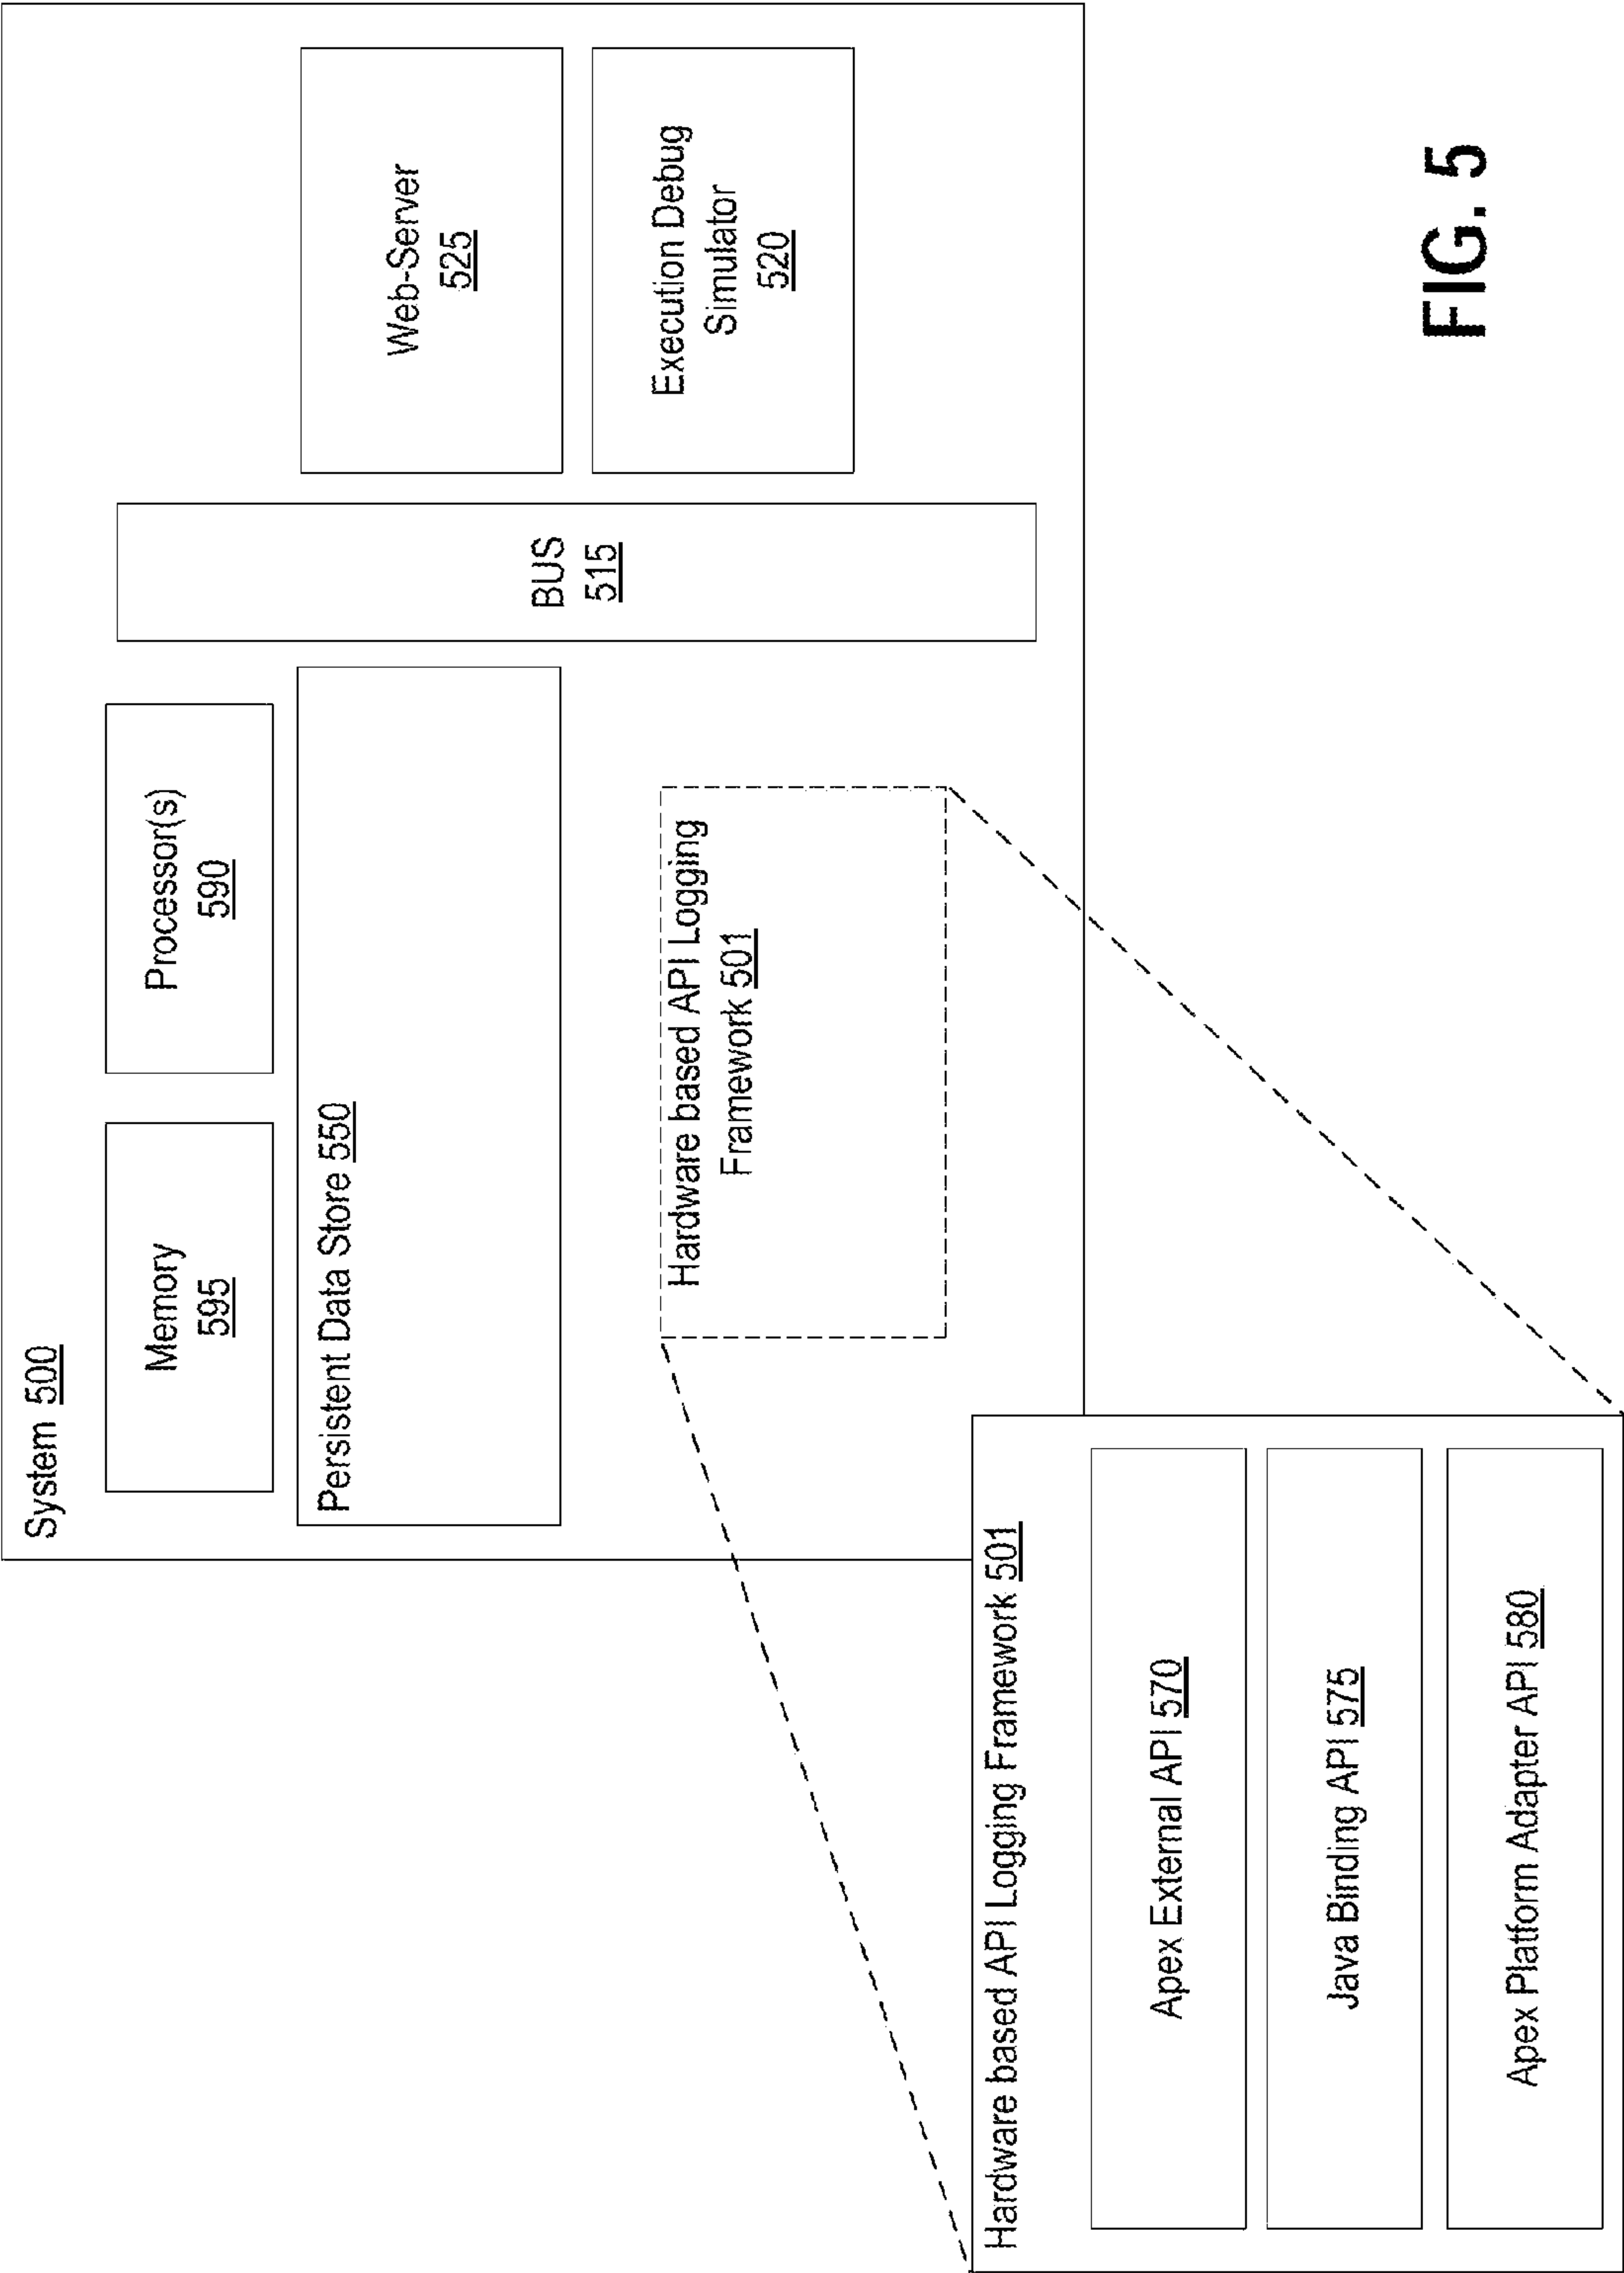 System 500
Memory
595
Processor(s)
590
Persistent Data Store 550
Hardware based API Logging
Framework 501
BUS
515
Web-Server
525
Execution Debug
Simulator
520
Hardware based API Logging Framework 501
Apex External API 570
Java Binding API 575
Apex Platform Adapter API 580
FIG. 5